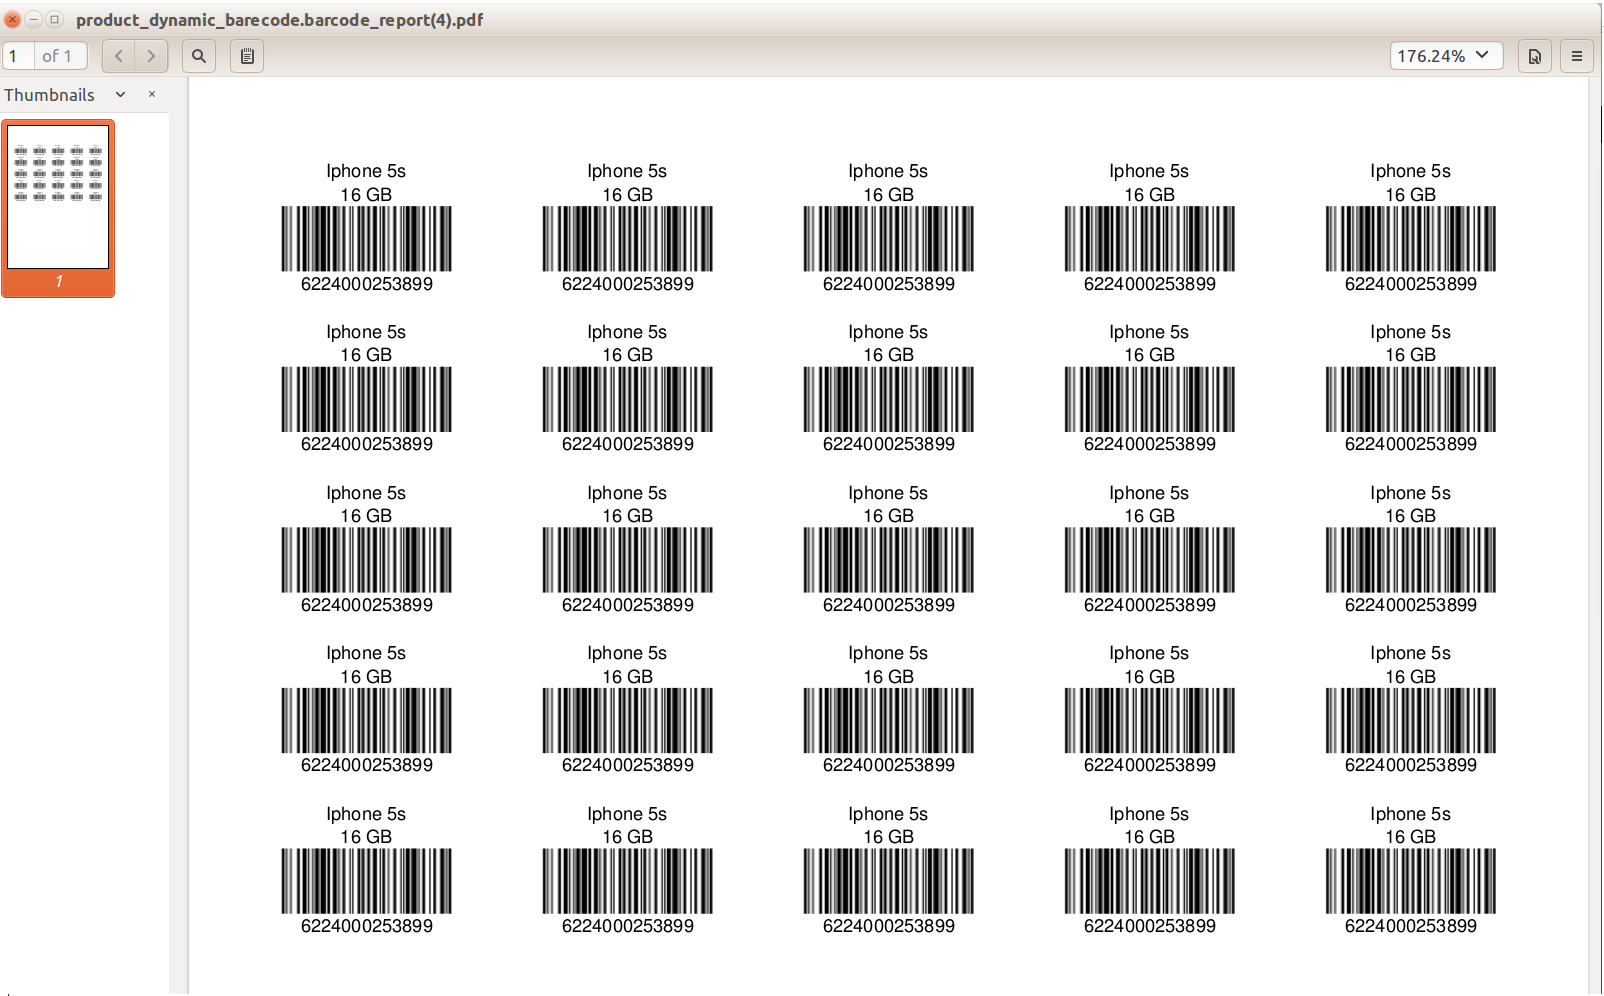 product_dynamic_barecode.barcode_report(4).pdf
1 of 1 176.24%
Thumbnails
1
Iphone 5s Iphone 5s Iphone 5s Iphone 5s Iphone 5s
16 GB 16 GB 16 GB 16 GB 16 GB
6224000253899 6224000253899 6224000253899 6224000253899 6224000253899
Iphone 5s Iphone 5s Iphone 5s Iphone 5s Iphone 5s
16 GB 16 GB 16 GB 16 GB 16 GB
6224000253899 6224000253899 6224000253899 6224000253899 6224000253899
Iphone 5s Iphone 5s Iphone 5s Iphone 5s Iphone 5s
16 GB 16 GB 16 GB 16 GB 16 GB
6224000253899 6224000253899 6224000253899 6224000253899 6224000253899
Iphone 5s Iphone 5s Iphone 5s Iphone 5s Iphone 5s
16 GB 16 GB 16 GB 16 GB 16 GB
6224000253899 6224000253899 6224000253899 6224000253899 6224000253899
Iphone 5s Iphone 5s Iphone 5s Iphone 5s Iphone 5s
16 GB 16 GB 16 GB 16 GB 16 GB
6224000253899 6224000253899 6224000253899 6224000253899 6224000253899